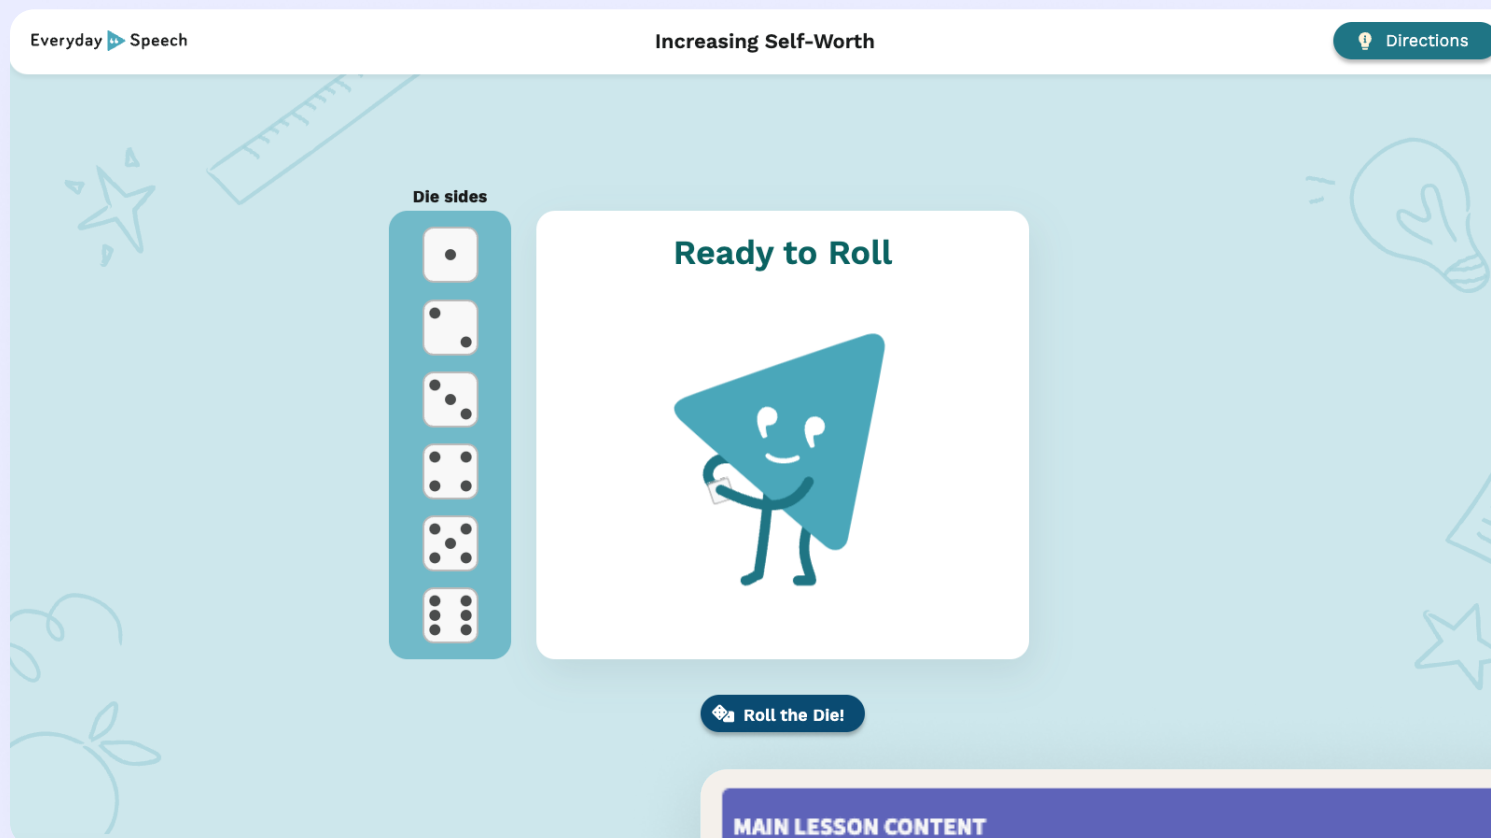 Everyday Speech
Increasing Self-Worth
Directions
Die sides
Ready to Roll
Roll the Die!
MAIN LESSON CONTENT